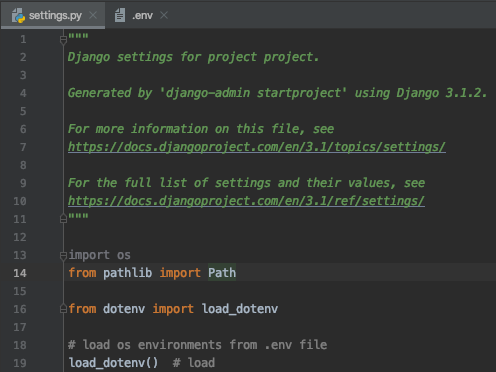 settings.py
.env
1 """
2 Django settings for project project.
3
4 Generated by 'django-admin startproject' using Django 3.1.2.
5
6 For more information on this file, see
7 https://docs.djangoproject.com/en/3.1/topics/settings/
8
9 For the full list of settings and their values, see
10 https://docs.djangoproject.com/en/3.1/ref/settings/
11 """
12
13 import os
14 from pathlib import Path
15
16 from dotenv import load_dotenv
17
18 # load os environments from .env file
19 load_dotenv()  # load